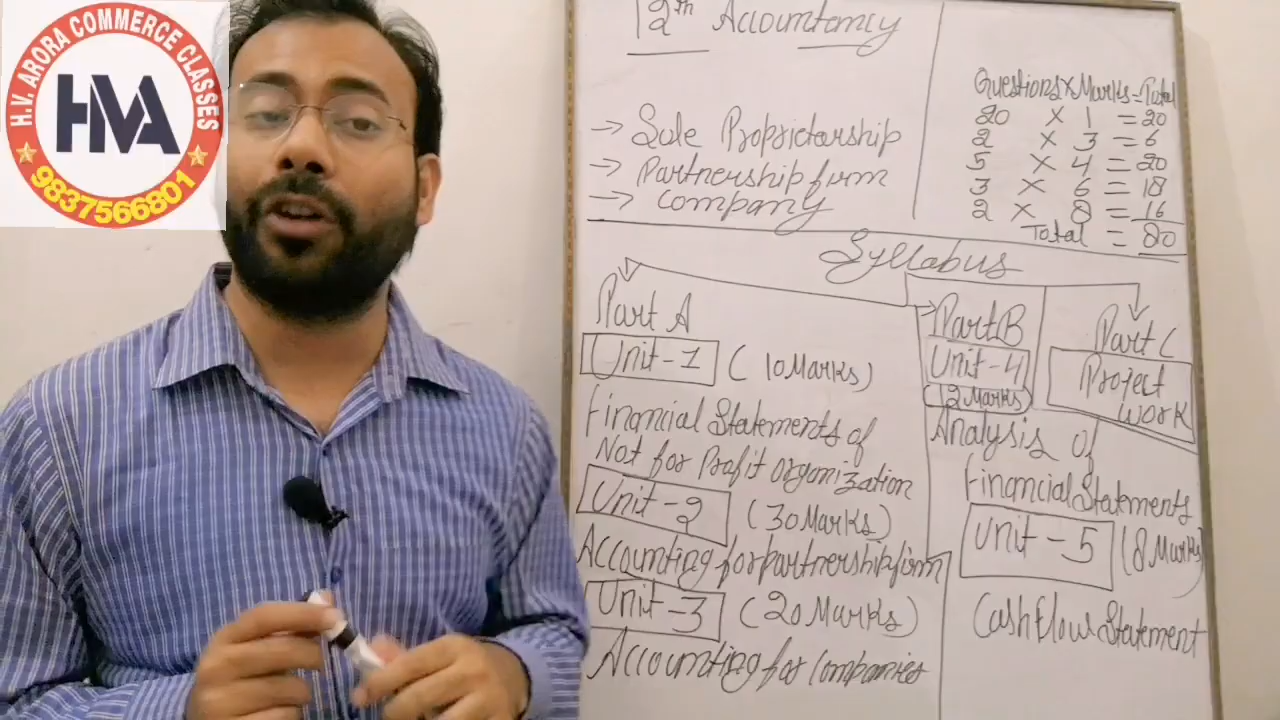 H.V. ARORA COMMERCE CLASSES
HVA
9837566801
12th Accountancy
→ Sole Proprietorship
→ Partnership firm
→ Company
Questions x Marks = Total
20 x 1 = 20
2 x 3 = 6
5 x 4 = 20
3 x 6 = 18
2 x 8 = 16
Total = 80
Syllabus
Part A
Unit-1 (10 Marks)
Financial Statements of
Not for Profit Organization
Unit-2 (30 Marks)
Accounting for partnership firm
Unit-3 (20 Marks)
Accounting for Companies
Part B
Unit-4
12 Marks
Analysis of
Financial Statements
Unit-5 (8 Marks)
Cash Flow Statement
Part C
Project
Work